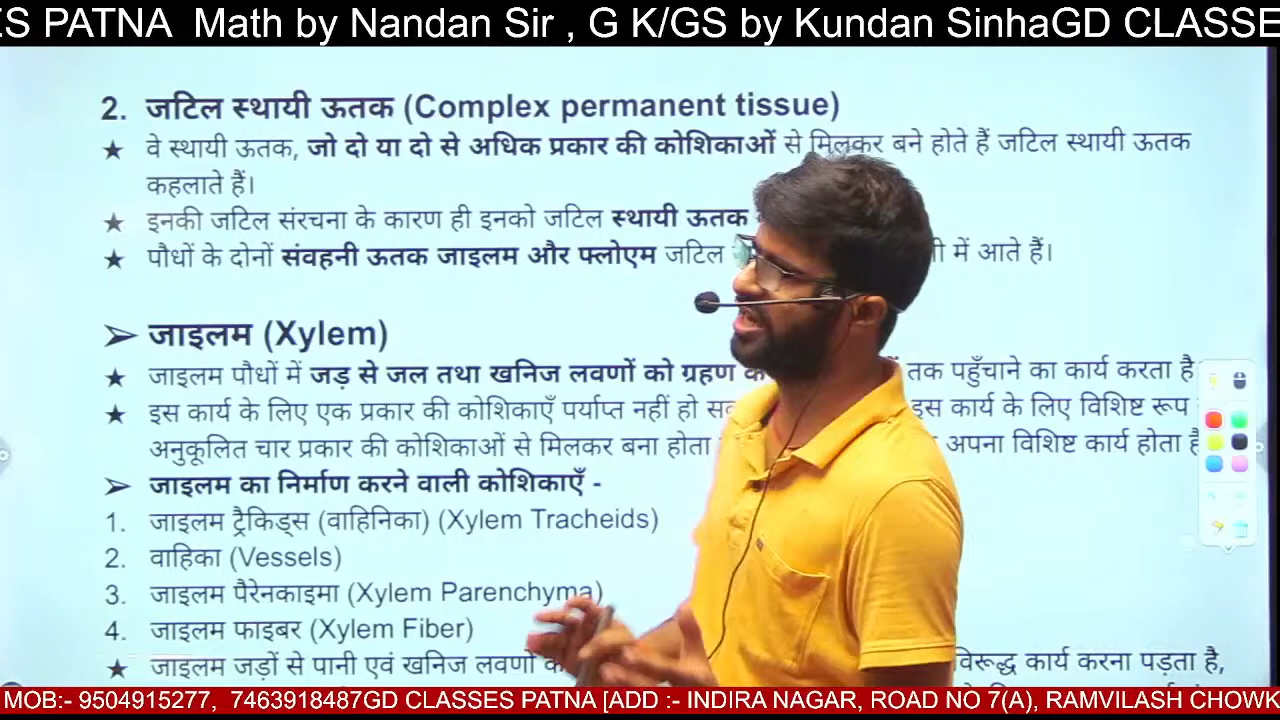 ES PATNA Math by Nandan Sir , G K/GS by Kundan SinhaGD CLASSE
2. जटिल स्थायी ऊतक (Complex permanent tissue)
★ वे स्थायी ऊतक, जो दो या दो से अधिक प्रकार की कोशिकाओं से मिलकर बने होते हैं जटिल स्थायी ऊतक
कहलाते हैं।
★ इनकी जटिल संरचना के कारण ही इनको जटिल स्थायी ऊतक
★ पौधों के दोनों संवहनी ऊतक जाइलम और फ्लोएम जटिल में आते हैं।
➢ जाइलम (Xylem)
★ जाइलम पौधों में जड़ से जल तथा खनिज लवणों को ग्रहण तक पहुँचाने का कार्य करता है
★ इस कार्य के लिए एक प्रकार की कोशिकाएँ पर्याप्त नहीं हो इस कार्य के लिए विशिष्ट रूप
अनुकूलित चार प्रकार की कोशिकाओं से मिलकर बना होता अपना विशिष्ट कार्य होता है
➢ जाइलम का निर्माण करने वाली कोशिकाएँ -
1. जाइलम ट्रैकिड्स (वाहिनिका) (Xylem Tracheids)
2. वाहिका (Vessels)
3. जाइलम पैरेनकाइमा (Xylem Parenchyma)
4. जाइलम फाइबर (Xylem Fiber)
★ जाइलम जड़ों से पानी एवं खनिज लवणों विरूद्ध कार्य करना पड़ता है,
MOB:- 9504915277, 7463918487GD CLASSES PATNA [ADD :- INDIRA NAGAR, ROAD NO 7(A), RAMVILASH CHOWK